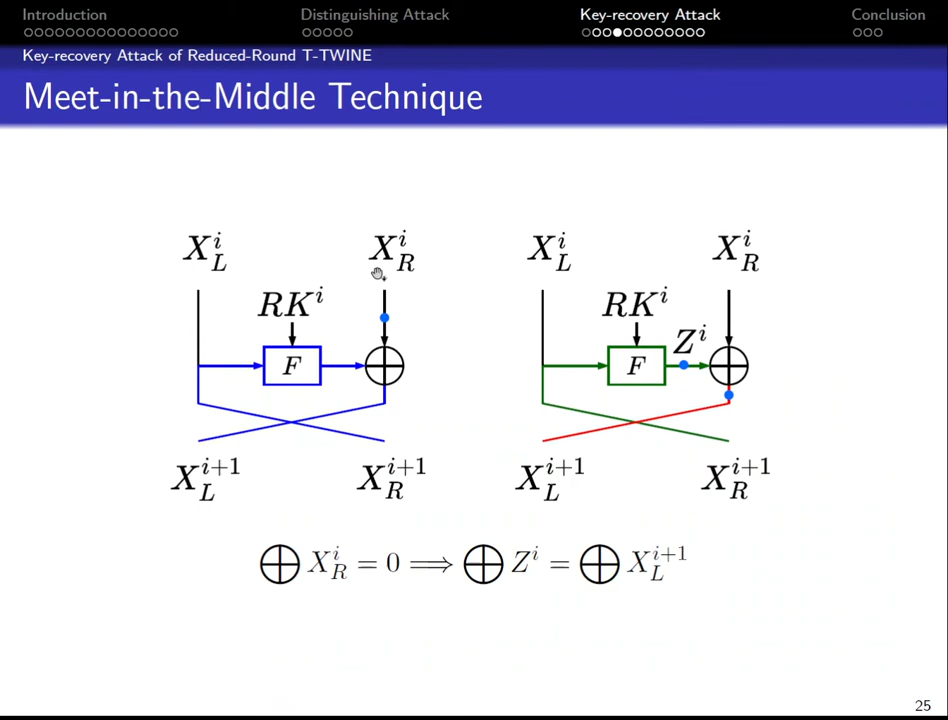 Introduction Distinguishing Attack Key-recovery Attack Conclusion
Key-recovery Attack of Reduced-Round T-TWINE
Meet-in-the-Middle Technique
X_L^i X_R^i X_L^i X_R^i
RK^i RK^i
Z^i
F F
X_L^{i+1} X_R^{i+1} X_L^{i+1} X_R^{i+1}
⊕ X_R^i = 0 ⟹ ⊕ Z^i = ⊕ X_L^{i+1}
25